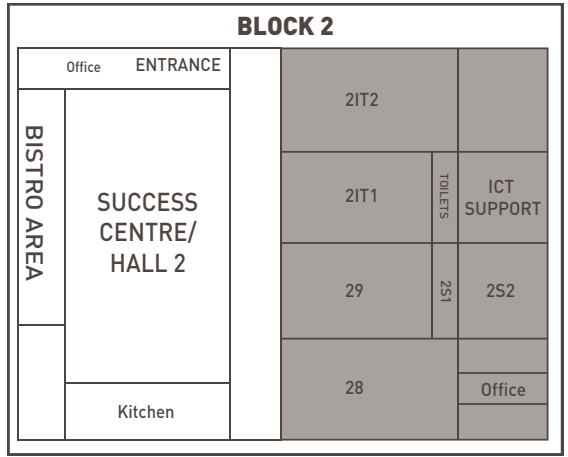 BLOCK 2
Office
ENTRANCE
BISTRO AREA
SUCCESS
CENTRE/
HALL 2
Kitchen
2IT2
2IT1
TOILETS
ICT
SUPPORT
29
2S1
2S2
28
Office